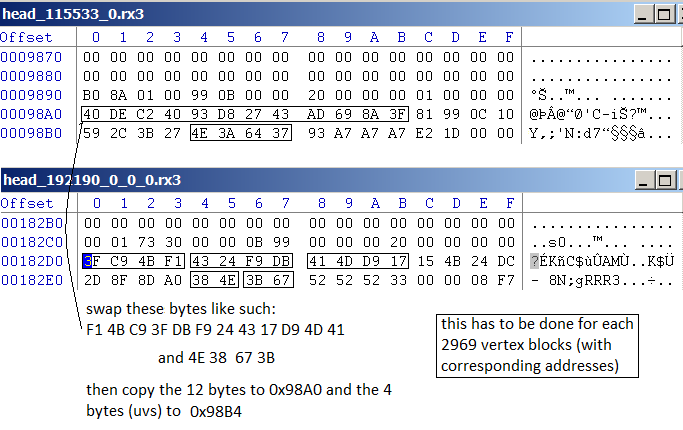 head_115533_0.rx3
Offset 0 1 2 3 4 5 6 7 8 9 A B C D E F
0009870 00 00 00 00 00 00 00 00 00 00 00 00 00 00 00 00 ................
0009880 00 00 00 00 00 00 00 00 00 00 00 00 00 00 00 00 ................
0009890 B0 8A 01 00 99 0B 00 00 20 00 00 00 01 00 00 00 °Š..™... .......
00098A0 40 DE C2 40 93 D8 27 43 AD 69 8A 3F 81 99 0C 10 @ÞÂ@“Ø'C-iŠ?™...
00098B0 59 2C 3B 27 4E 3A 64 37 93 A7 A7 A7 E2 1D 00 00 Y,;'N:d7“§§§â...
head_192190_0_0_0.rx3
Offset 0 1 2 3 4 5 6 7 8 9 A B C D E F
00182B0 00 00 00 00 00 00 00 00 00 00 00 00 00 00 00 00 ................
00182C0 00 01 73 30 00 00 0B 99 00 00 00 20 00 00 00 00 ..s0...™... ....
00182D0 3F C9 4B F1 43 24 F9 DB 41 4D D9 17 15 4B 24 DC ?ÉKñC$ùÛAMÙ..K$Ü
00182E0 2D 8F 8D A0 38 4E 3B 67 52 52 52 33 00 00 08 F7 - 8N;gRRR3...÷
swap these bytes like such:
F1 4B C9 3F DB F9 24 43 17 D9 4D 41
and 4E 38 67 3B
then copy the 12 bytes to 0x98A0 and the 4
bytes (uvs) to 0x98B4
this has to be done for each
2969 vertex blocks (with
corresponding addresses)